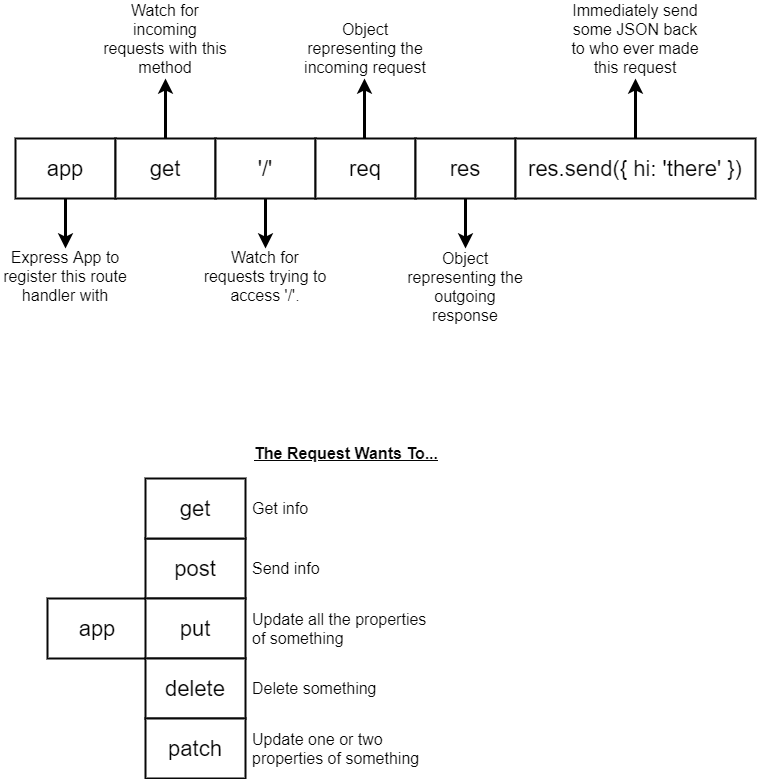 Watch for
incoming
requests with this
method
Object
representing the
incoming request
Immediately send
some JSON back
to who ever made
this request
app
get
'/'
req
res
res.send({ hi: 'there' })
Express App to
register this route
handler with
Watch for
requests trying to
access '/'.
Object
representing the
outgoing
response
The Request Wants To...
get
Get info
post
Send info
app
put
Update all the properties
of something
delete
Delete something
patch
Update one or two
properties of something